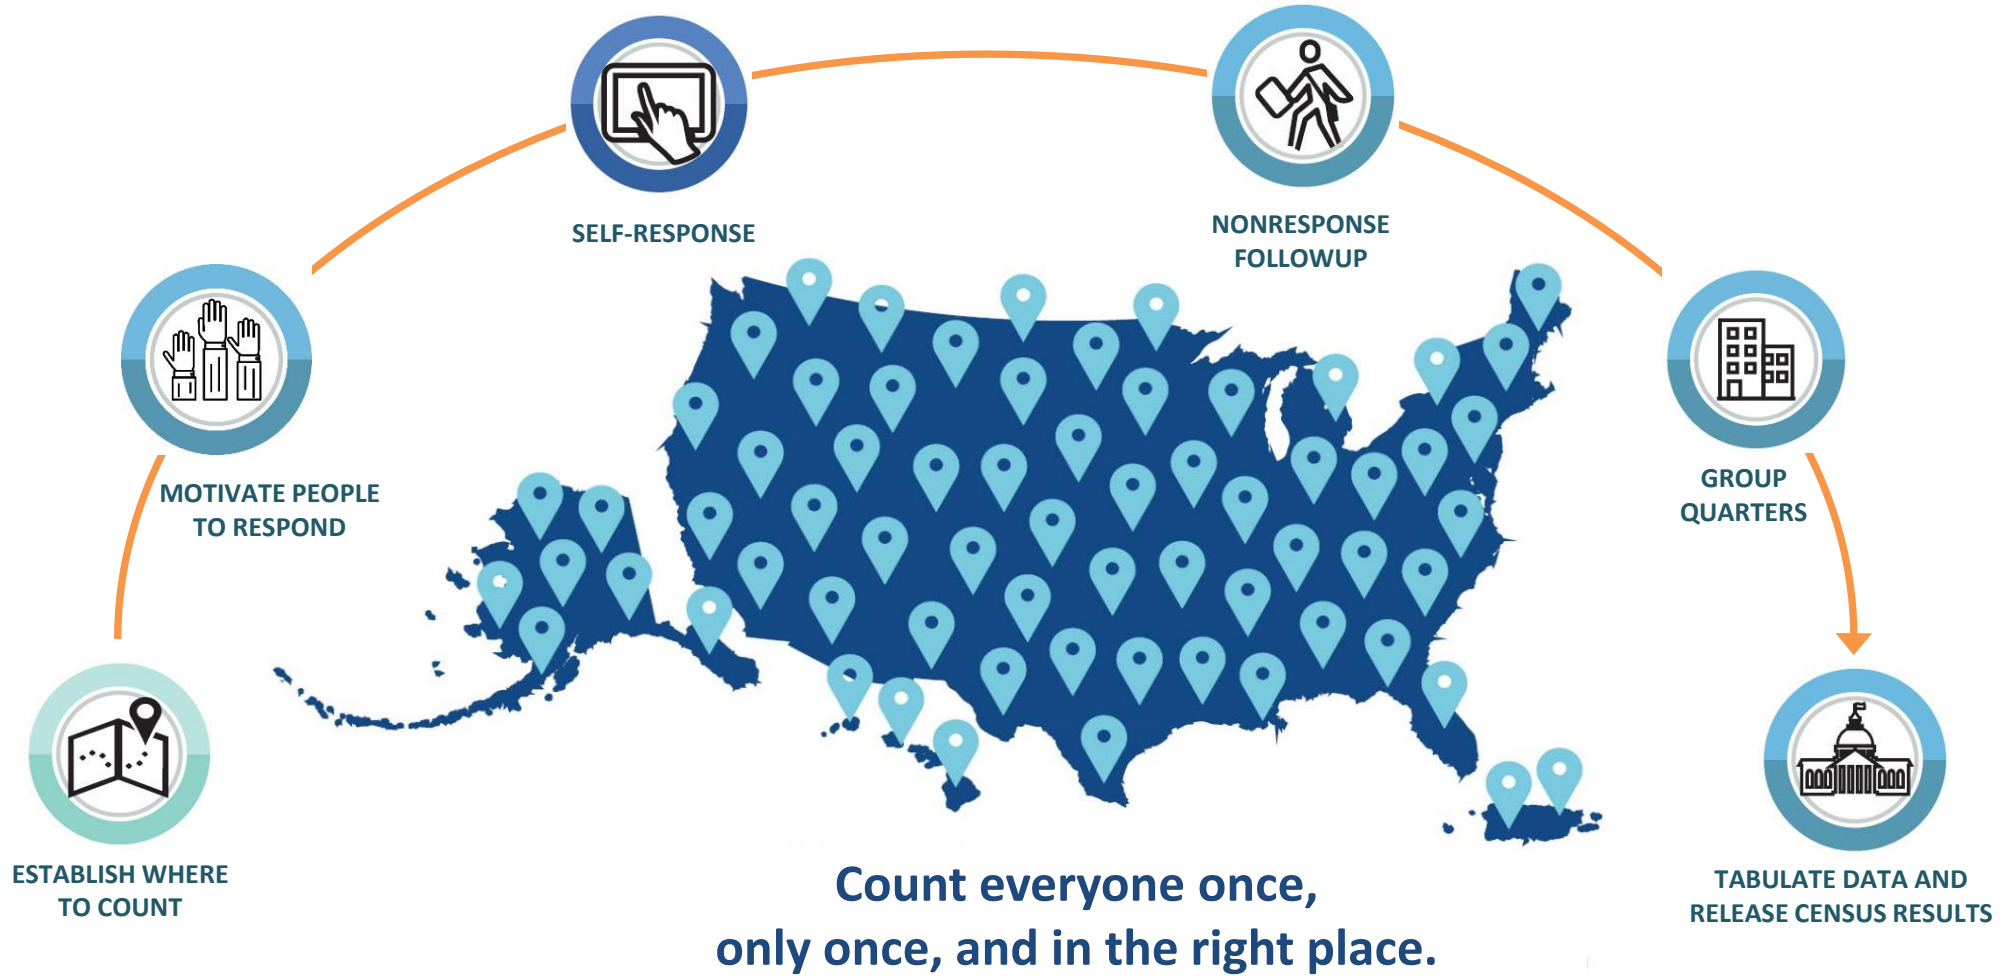 SELF-RESPONSE
NONRESPONSE
FOLLOWUP
MOTIVATE PEOPLE
TO RESPOND
GROUP
QUARTERS
ESTABLISH WHERE
TO COUNT
TABULATE DATA AND
RELEASE CENSUS RESULTS
Count everyone once,
only once, and in the right place.